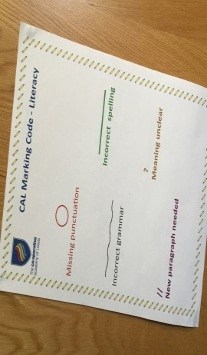 CAL Marking Code - Literacy
Missing punctuation
Incorrect spelling
Incorrect grammar
? Meaning unclear
// New paragraph needed